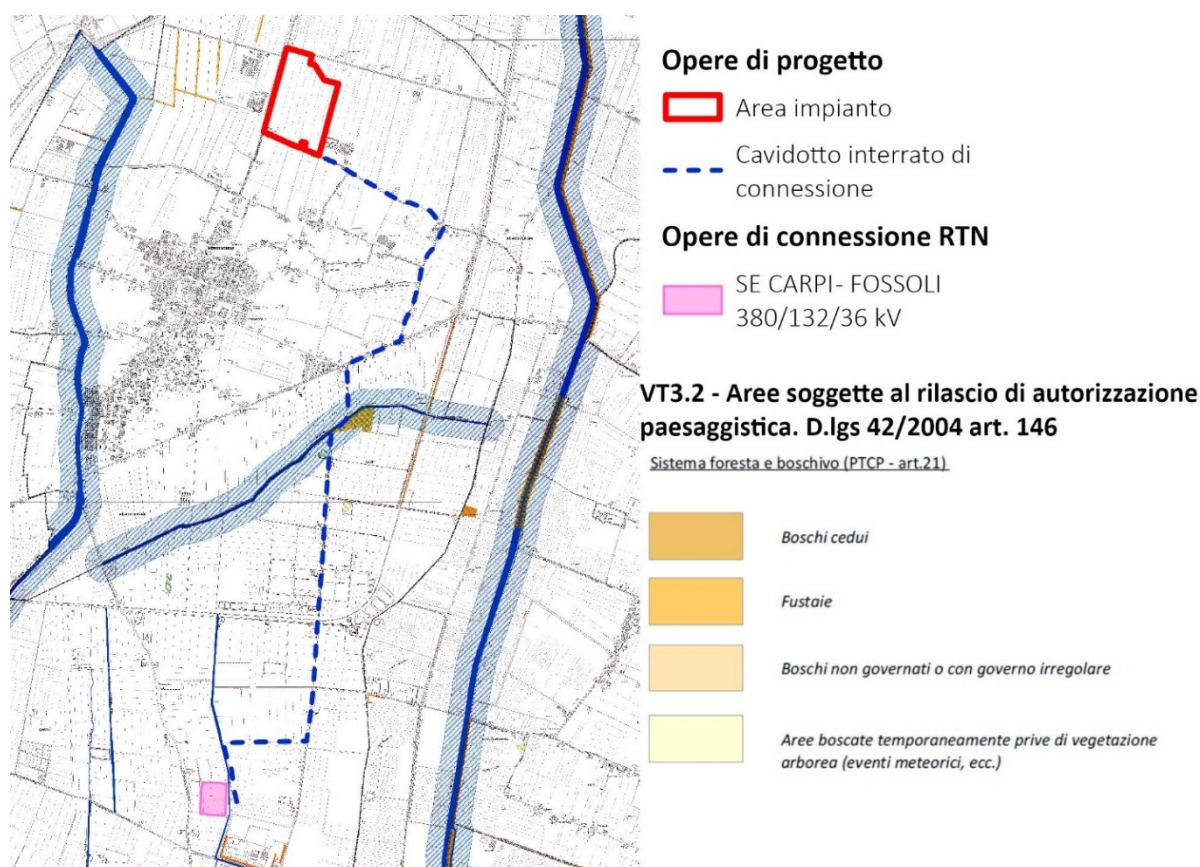 Opere di progetto
Area impianto
Cavidotto interrato di
connessione
Opere di connessione RTN
SE CARPI- FOSSOLI
380/132/36 kV
VT3.2 - Aree soggette al rilascio di autorizzazione
paesaggistica. D.lgs 42/2004 art. 146
Sistema foresta e boschivo (PTCP - art.21)
Boschi cedui
Fustaie
Boschi non governati o con governo irregolare
Aree boscate temporaneamente prive di vegetazione
arborea (eventi meteorici, ecc.)